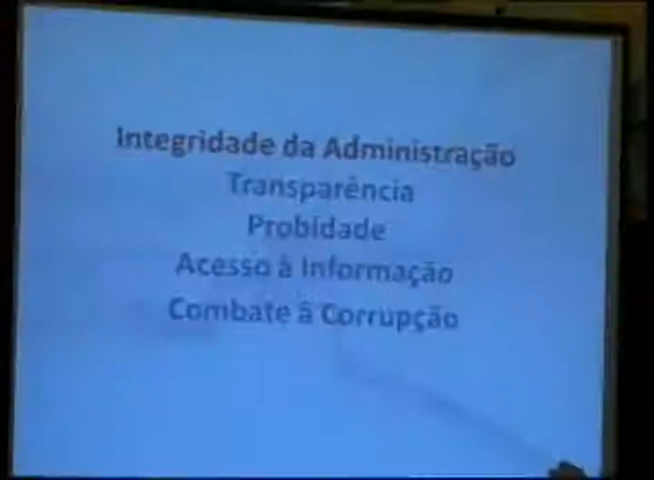 Integridade da Administração
Transparência
Probidade
Acesso à Informação
Combate à Corrupção